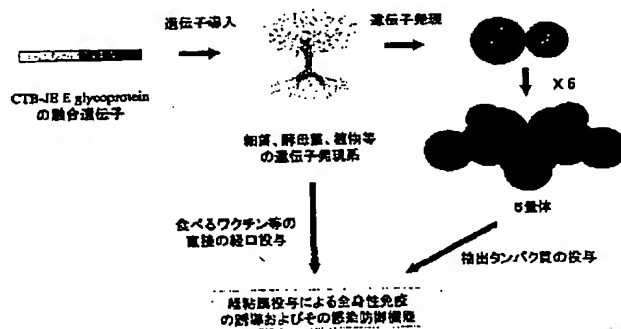 遺伝子導入
遺伝子発現
CTB-JE E glycoprotein
の融合遺伝子
X 6
細菌、酵母菌、植物等
の遺伝子発現系
5量体
食べるワクチン等の
直接の経口投与
抽出タンパク質の投与
経粘膜投与による全身性免疫
の誘導およびその感染防御機